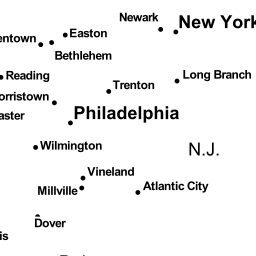 Newark
New York
Easton
entown
Bethlehem
Reading
Long Branch
Trenton
orristown
Philadelphia
aster
Wilmington
N.J.
Vineland
Millville
Atlantic City
Dover
is